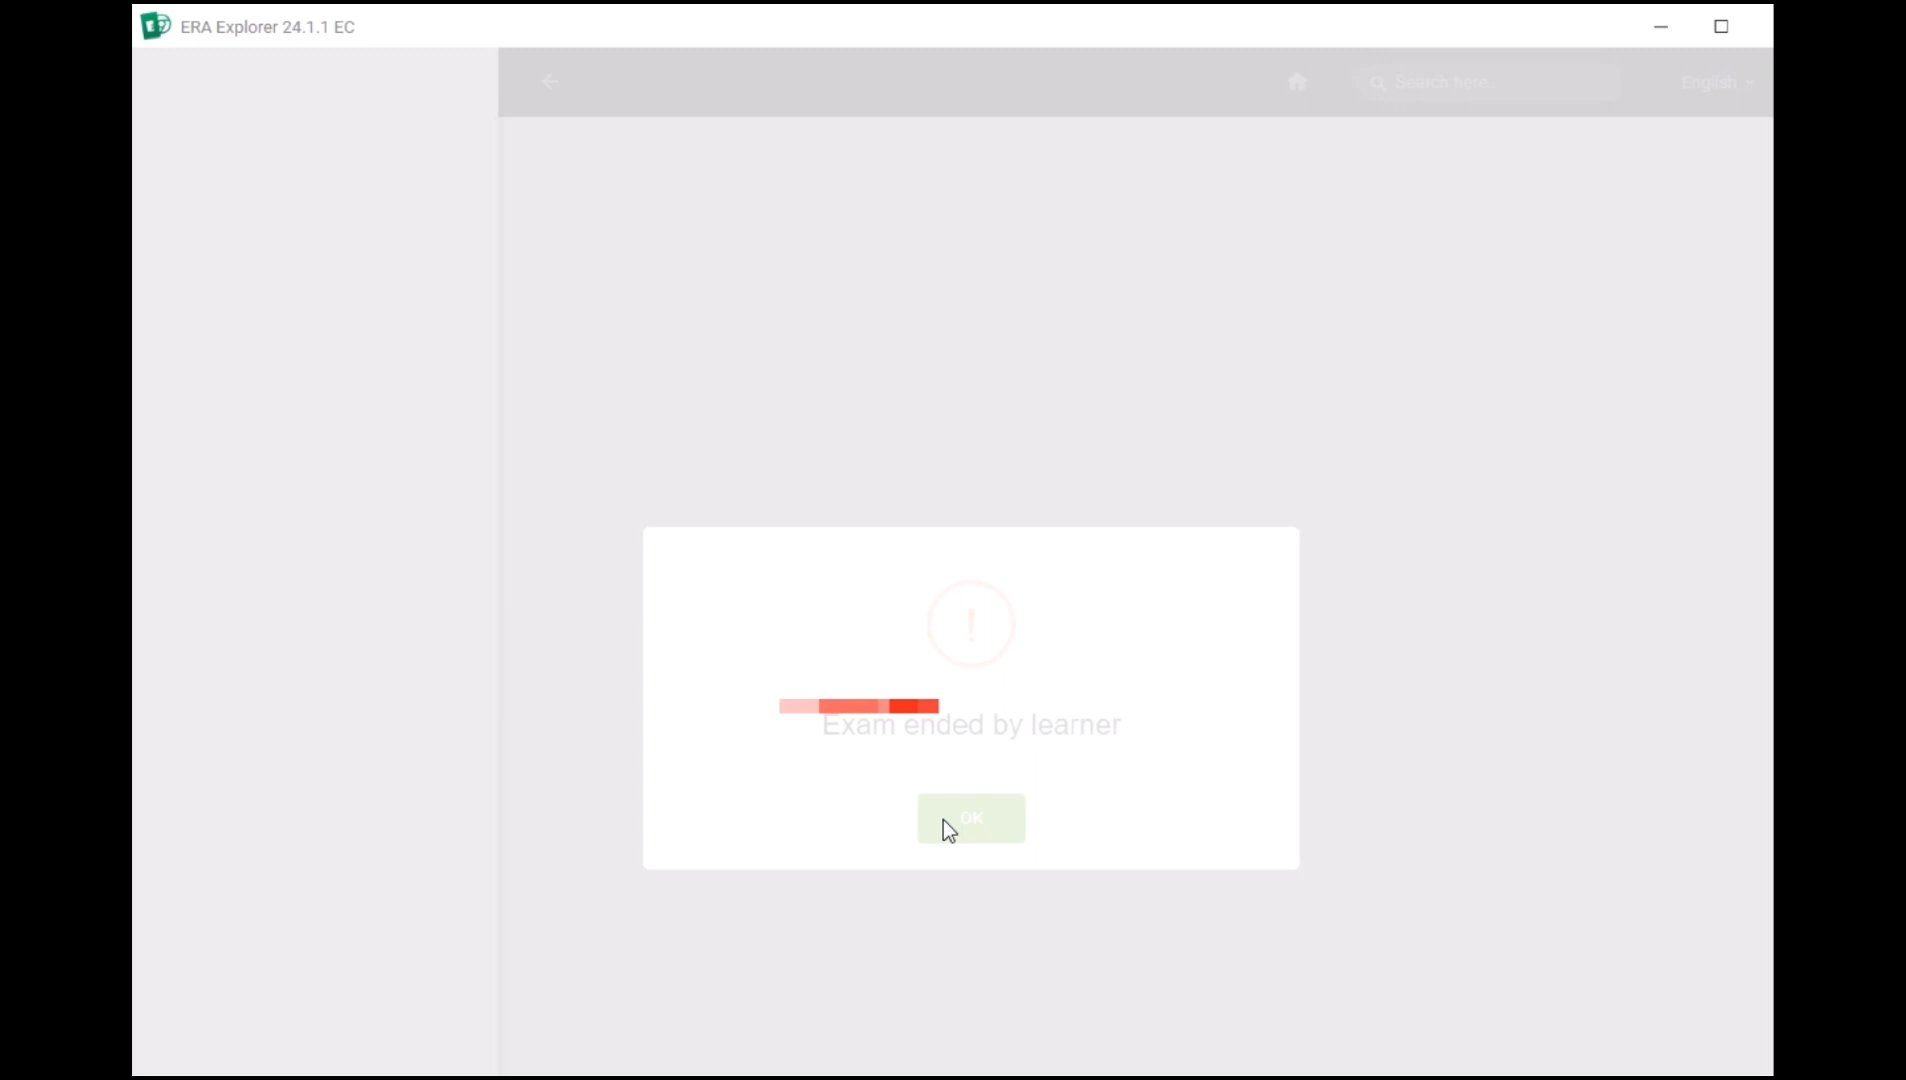 ERA Explorer 24.1.1 EC
Search here..
English
Exam ended by learner
OK